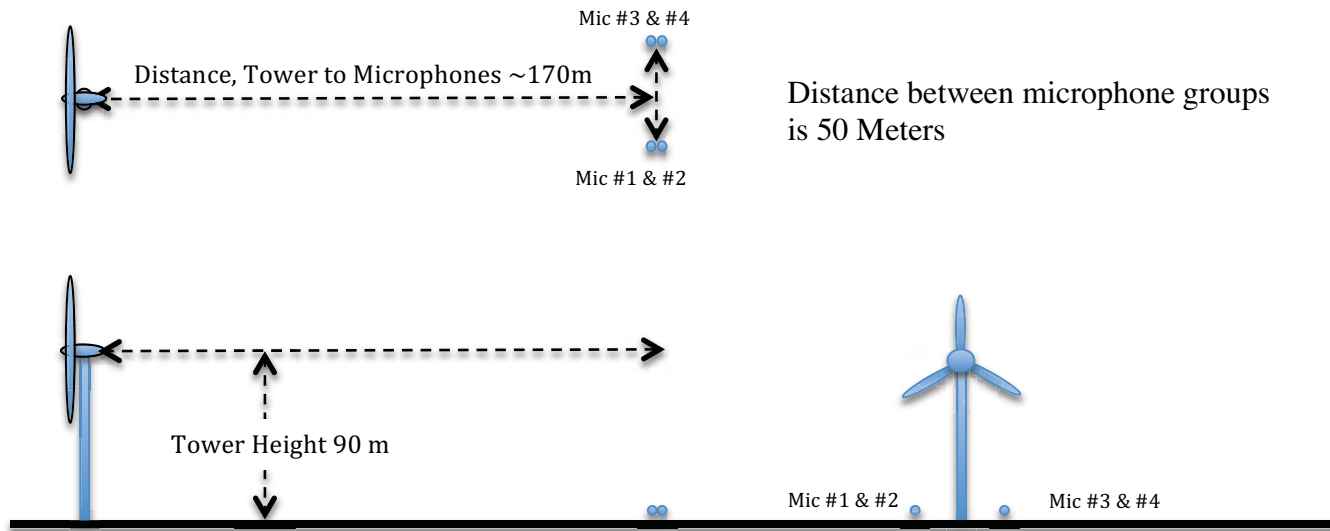 Mic #3 & #4
Distance, Tower to Microphones ~170m
Distance between microphone groups
is 50 Meters
Mic #1 & #2
Tower Height 90 m
Mic #1 & #2
Mic #3 & #4